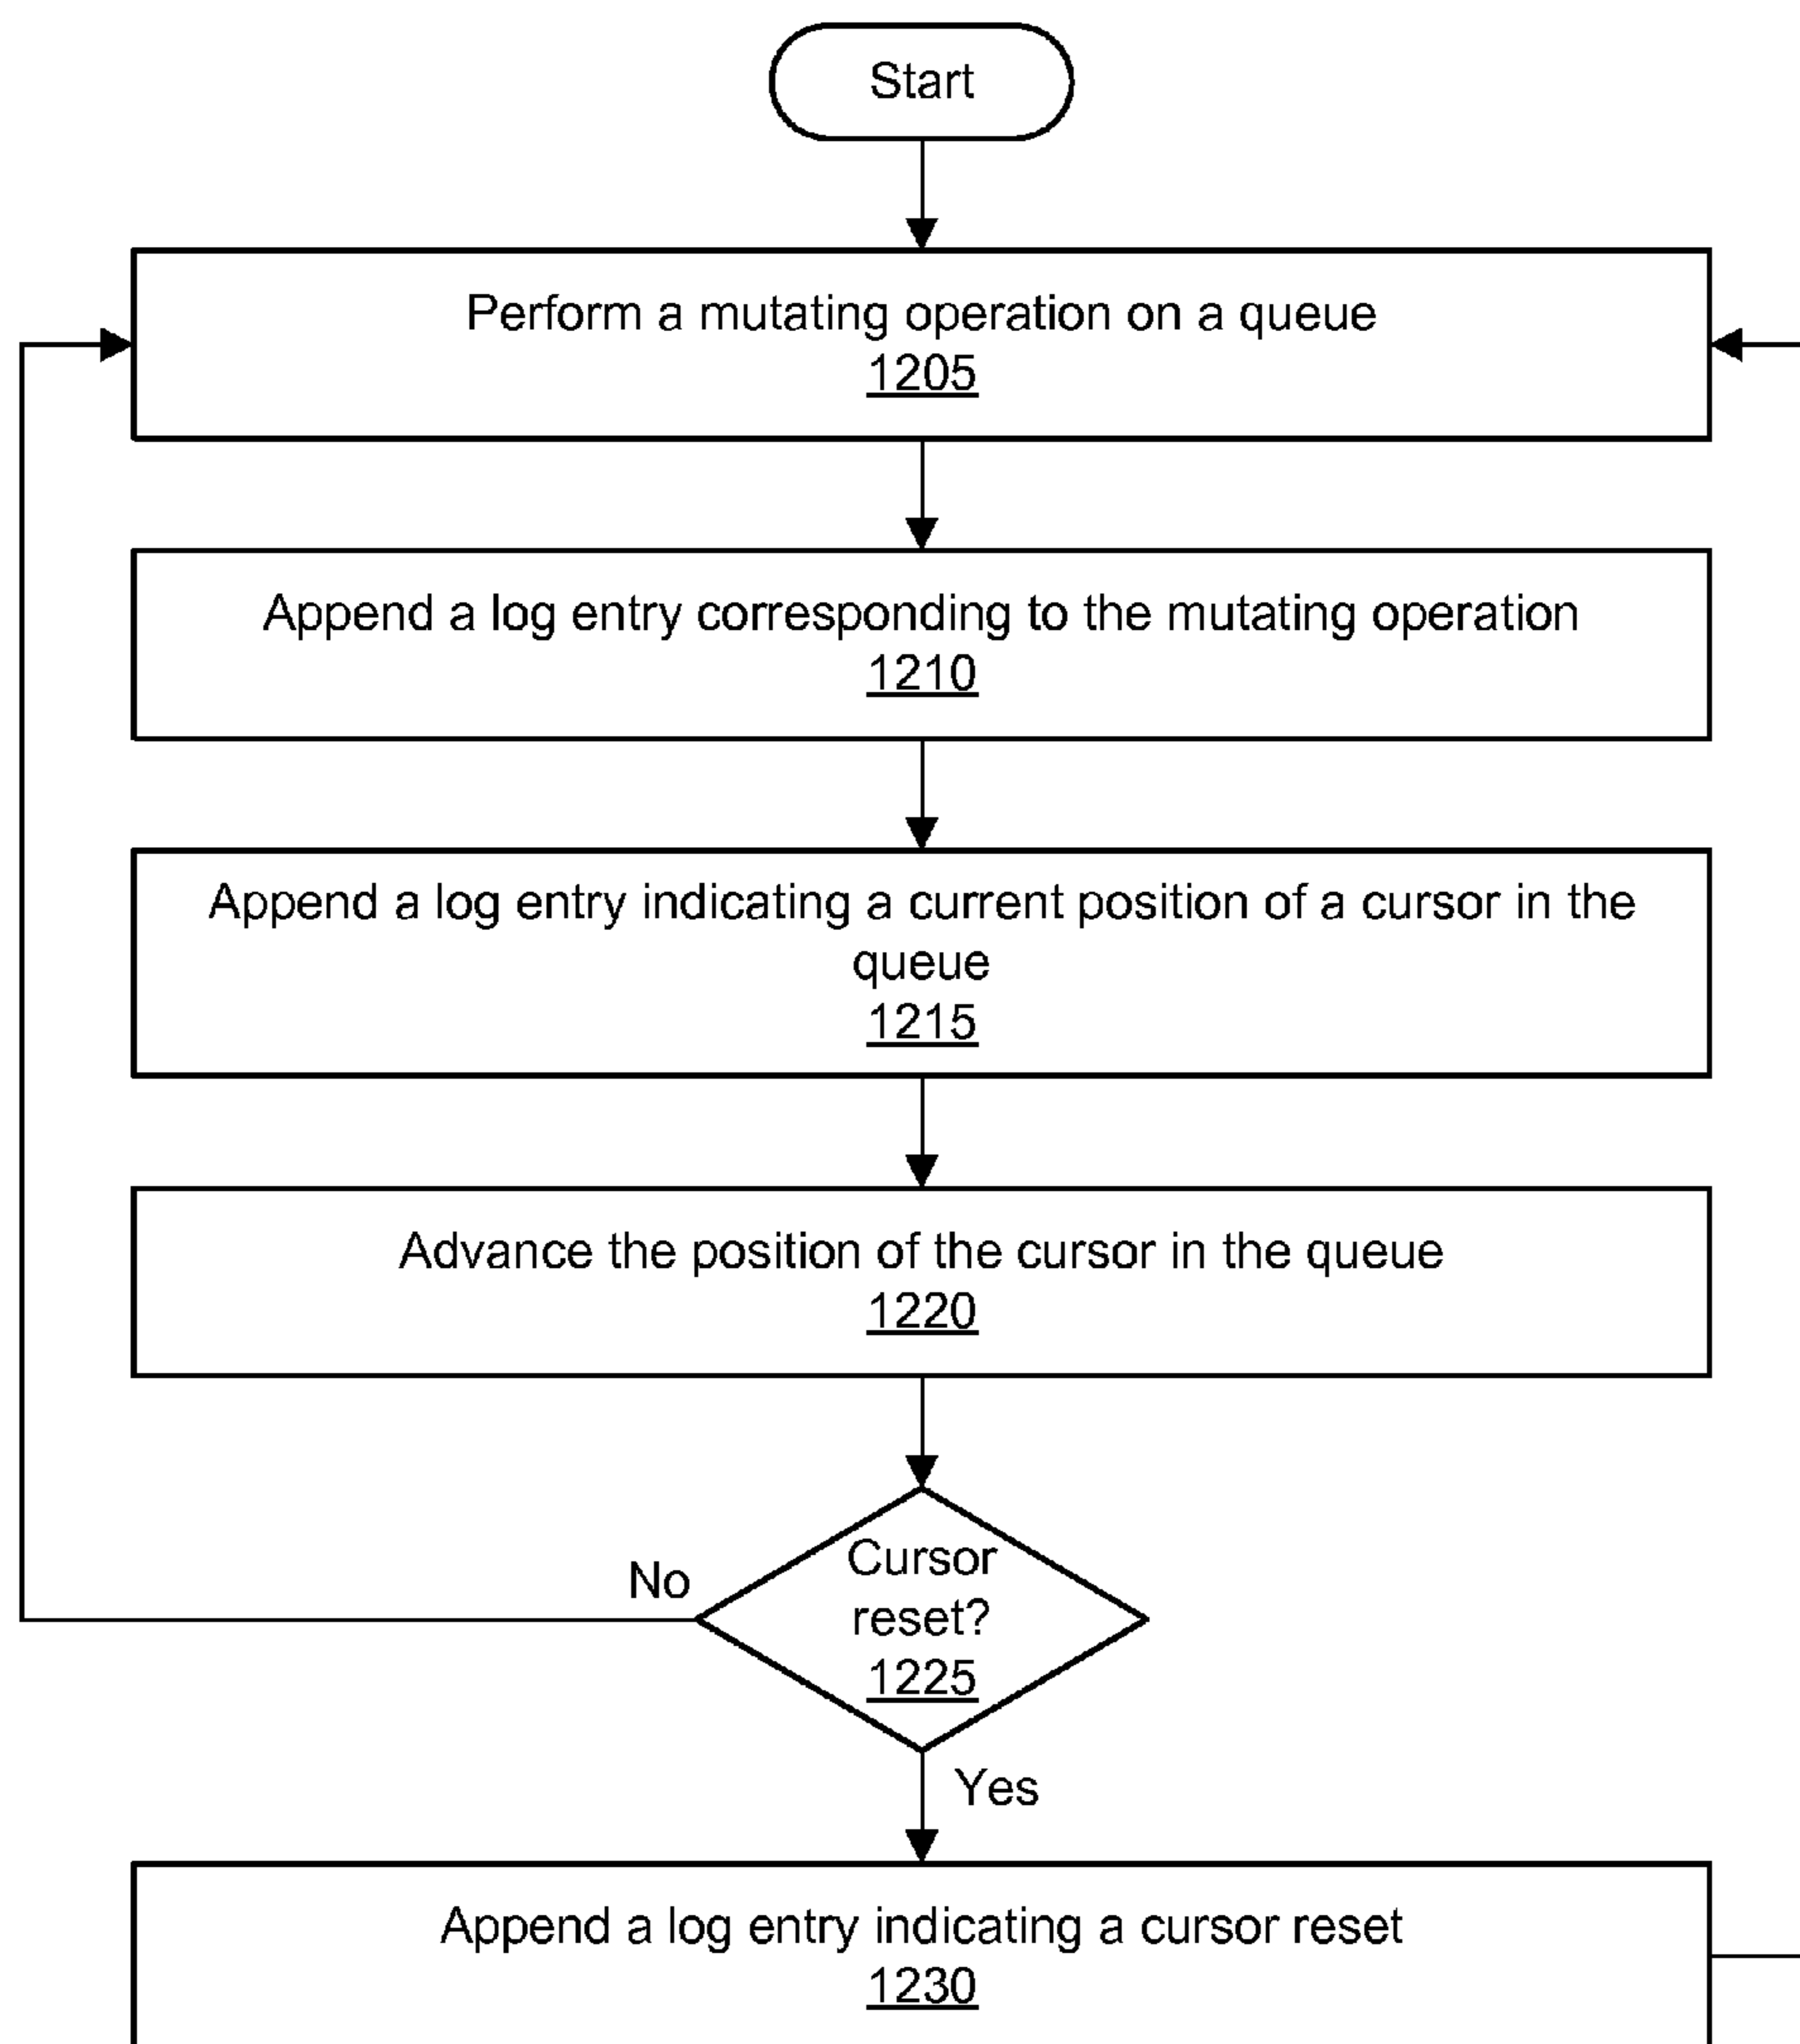 Start
Perform a mutating operation on a queue
1205
Append a log entry corresponding to the mutating operation
1210
Append a log entry indicating a current position of a cursor in the
queue
1215
Advance the position of the cursor in the queue
1220
Cursor
reset?
1225
No
Yes
Append a log entry indicating a cursor reset
1230